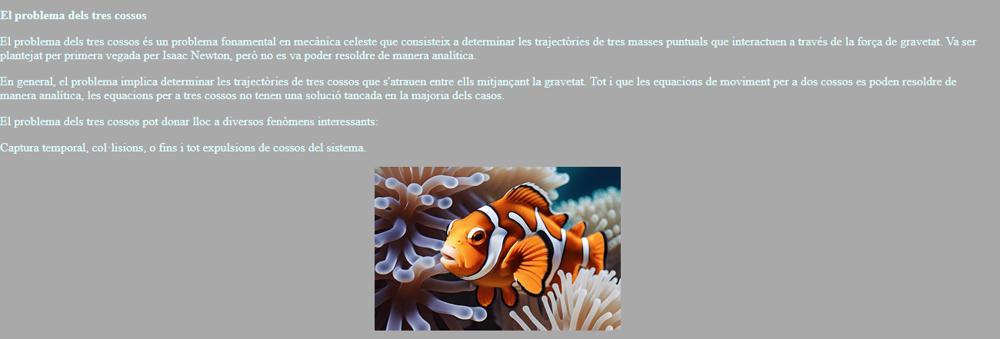 El problema dels tres cossos
El problema dels tres cossos és un problema fonamental en mecànica celeste que consisteix a determinar les trajectòries de tres masses puntuals que interactuen a través de la força de gravetat. Va ser
plantejat per primera vegada per Isaac Newton, però no es va poder resoldre de manera analítica.
En general, el problema implica determinar les trajectòries de tres cossos que s'atrauen entre ells mitjançant la gravetat. Tot i que les equacions de moviment per a dos cossos es poden resoldre de
manera analítica, les equacions per a tres cossos no tenen una solució tancada en la majoria dels casos.
El problema dels tres cossos pot donar lloc a diversos fenòmens interessants:
Captura temporal, col·lisions, o fins i tot expulsions de cossos del sistema.